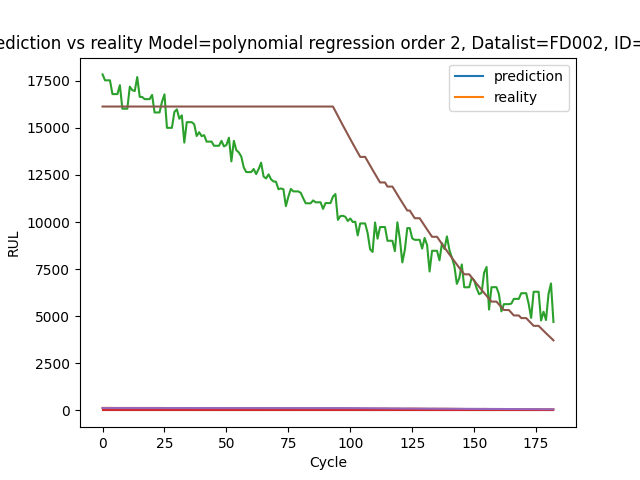 ediction vs reality Model=polynomial regression order 2, Datalist=FD002, ID=
prediction
reality
RUL
17500
15000
12500
10000
7500
5000
2500
0
0 25 50 75 100 125 150 175
Cycle